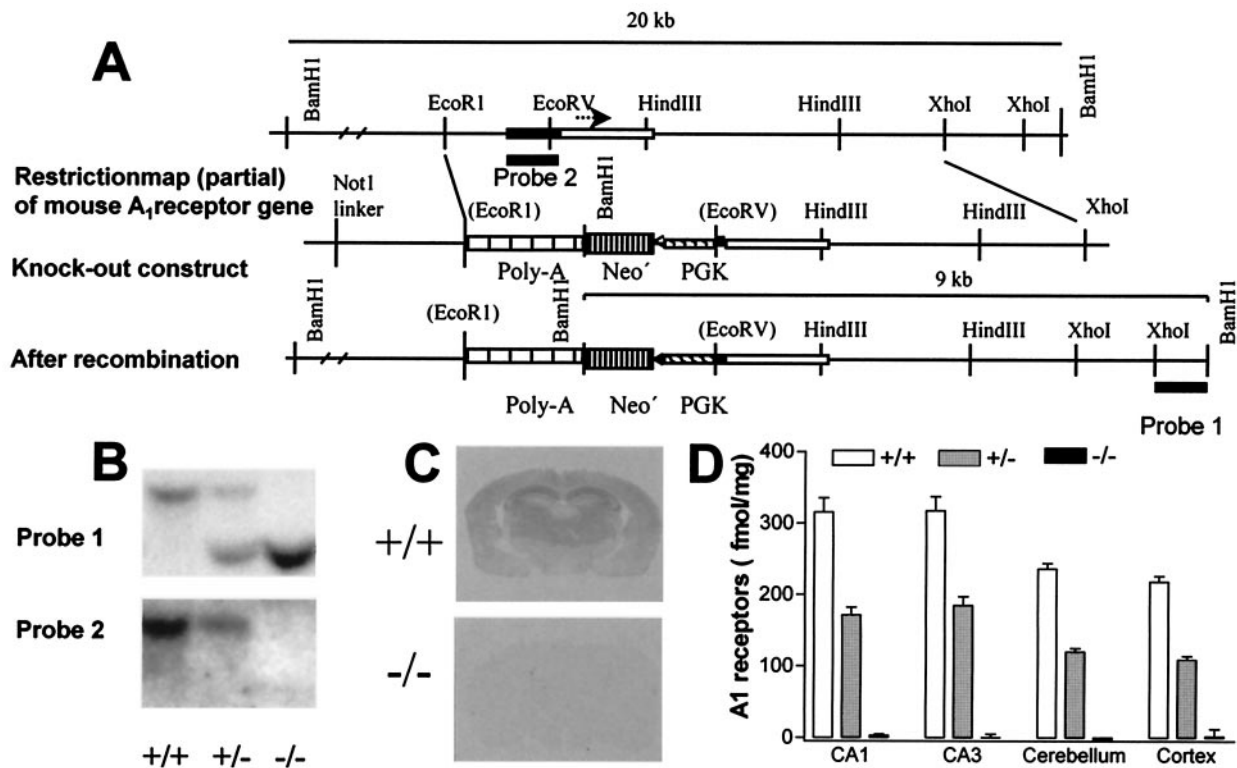 A
20 kb
BamH1
EcoR1
EcoRV
HindIII
HindIII
XhoI
XhoI
BamH1
Probe 2
Restrictionmap (partial)
of mouse A1receptor gene
Not1
linker
(EcoR1)
BamH1
(EcoRV)
HindIII
HindIII
XhoI
Knock-out construct
Poly-A
Neo´
PGK
9 kb
BamH1
(EcoR1)
BamH1
(EcoRV)
HindIII
HindIII
XhoI
XhoI
BamH1
After recombination
Poly-A
Neo´
PGK
Probe 1
B
Probe 1
Probe 2
+/+ +/- -/-
C
+/+
-/-
D
+/+ +/- -/-
A1 receptors ( fmol/mg)
400
300
200
100
0
CA1 CA3 Cerebellum Cortex